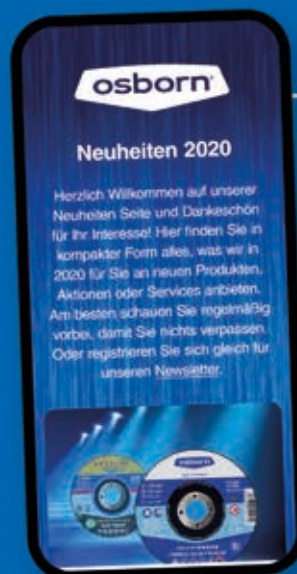 osborn
Neuheiten 2020
Herzlich Willkommen auf unserer
Neuheiten Seite und Dankeschön
für Ihr Interesse! Hier finden Sie in
kompakter Form alles, was wir in
2020 für Sie an neuen Produkten,
Aktionen oder Services anbieten.
Am besten schauen Sie regelmäßig
vorbei, damit Sie nichts verpassen.
Oder registrieren Sie sich gleich für
unseren Newsletter.
OSBORN